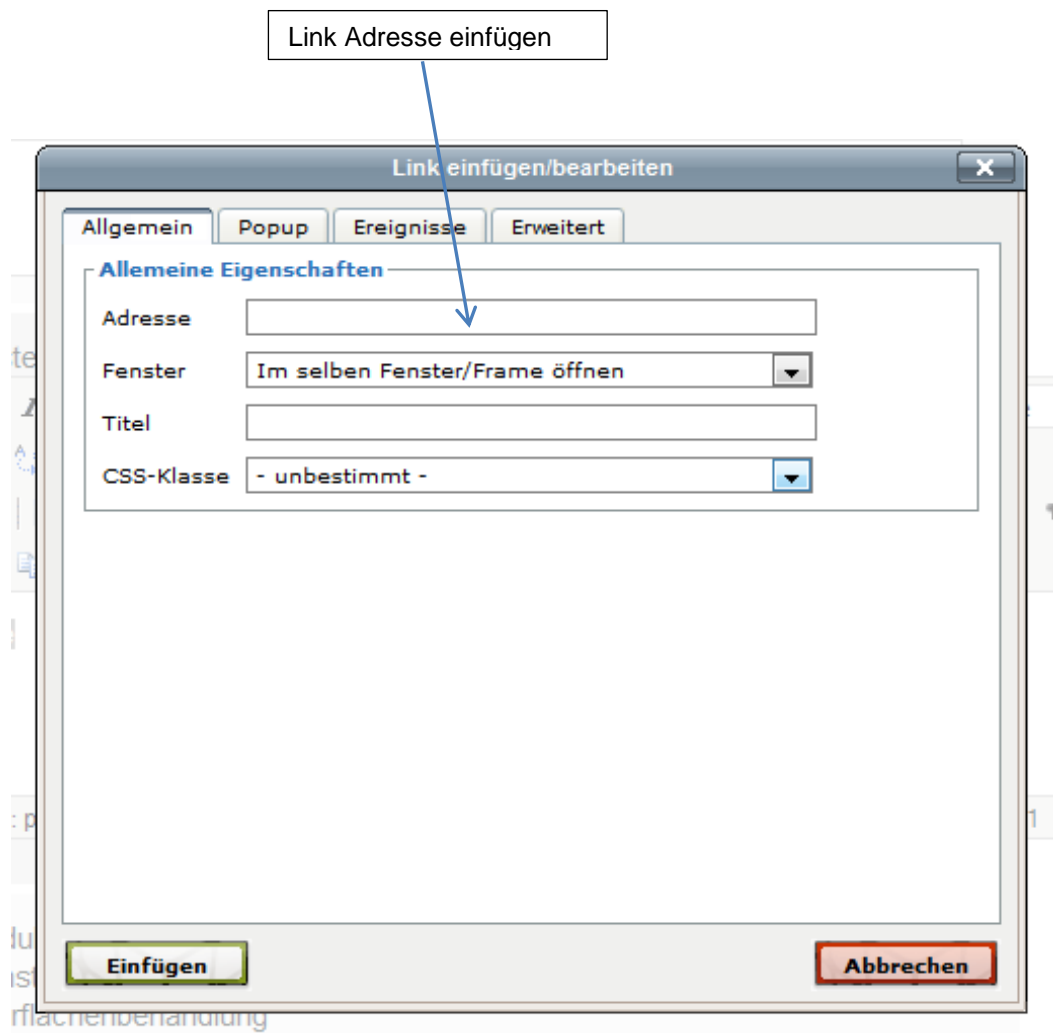 Link Adresse einfügen
Link einfügen/bearbeiten
Allgemein Popup Ereignisse Erweitert
Allemeine Eigenschaften
Adresse
Fenster Im selben Fenster/Frame öffnen
Titel
CSS-Klasse - unbestimmt -
Einfügen Abbrechen